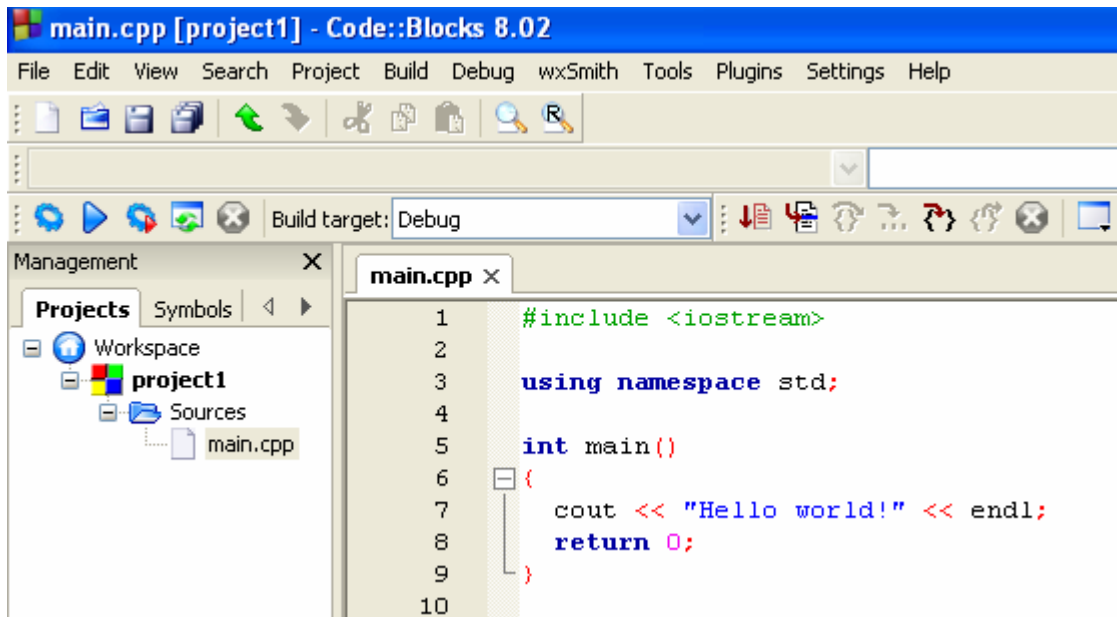 main.cpp [project1] - Code::Blocks 8.02
File Edit View Search Project Build Debug wxSmith Tools Plugins Settings Help
R
Build target: Debug
Management
Projects Symbols
Workspace
project1
Sources
main.cpp
main.cpp
1 #include <iostream>
2
3 using namespace std;
4
5 int main()
6 {
7 cout << "Hello world!" << endl;
8 return 0;
9 }
10